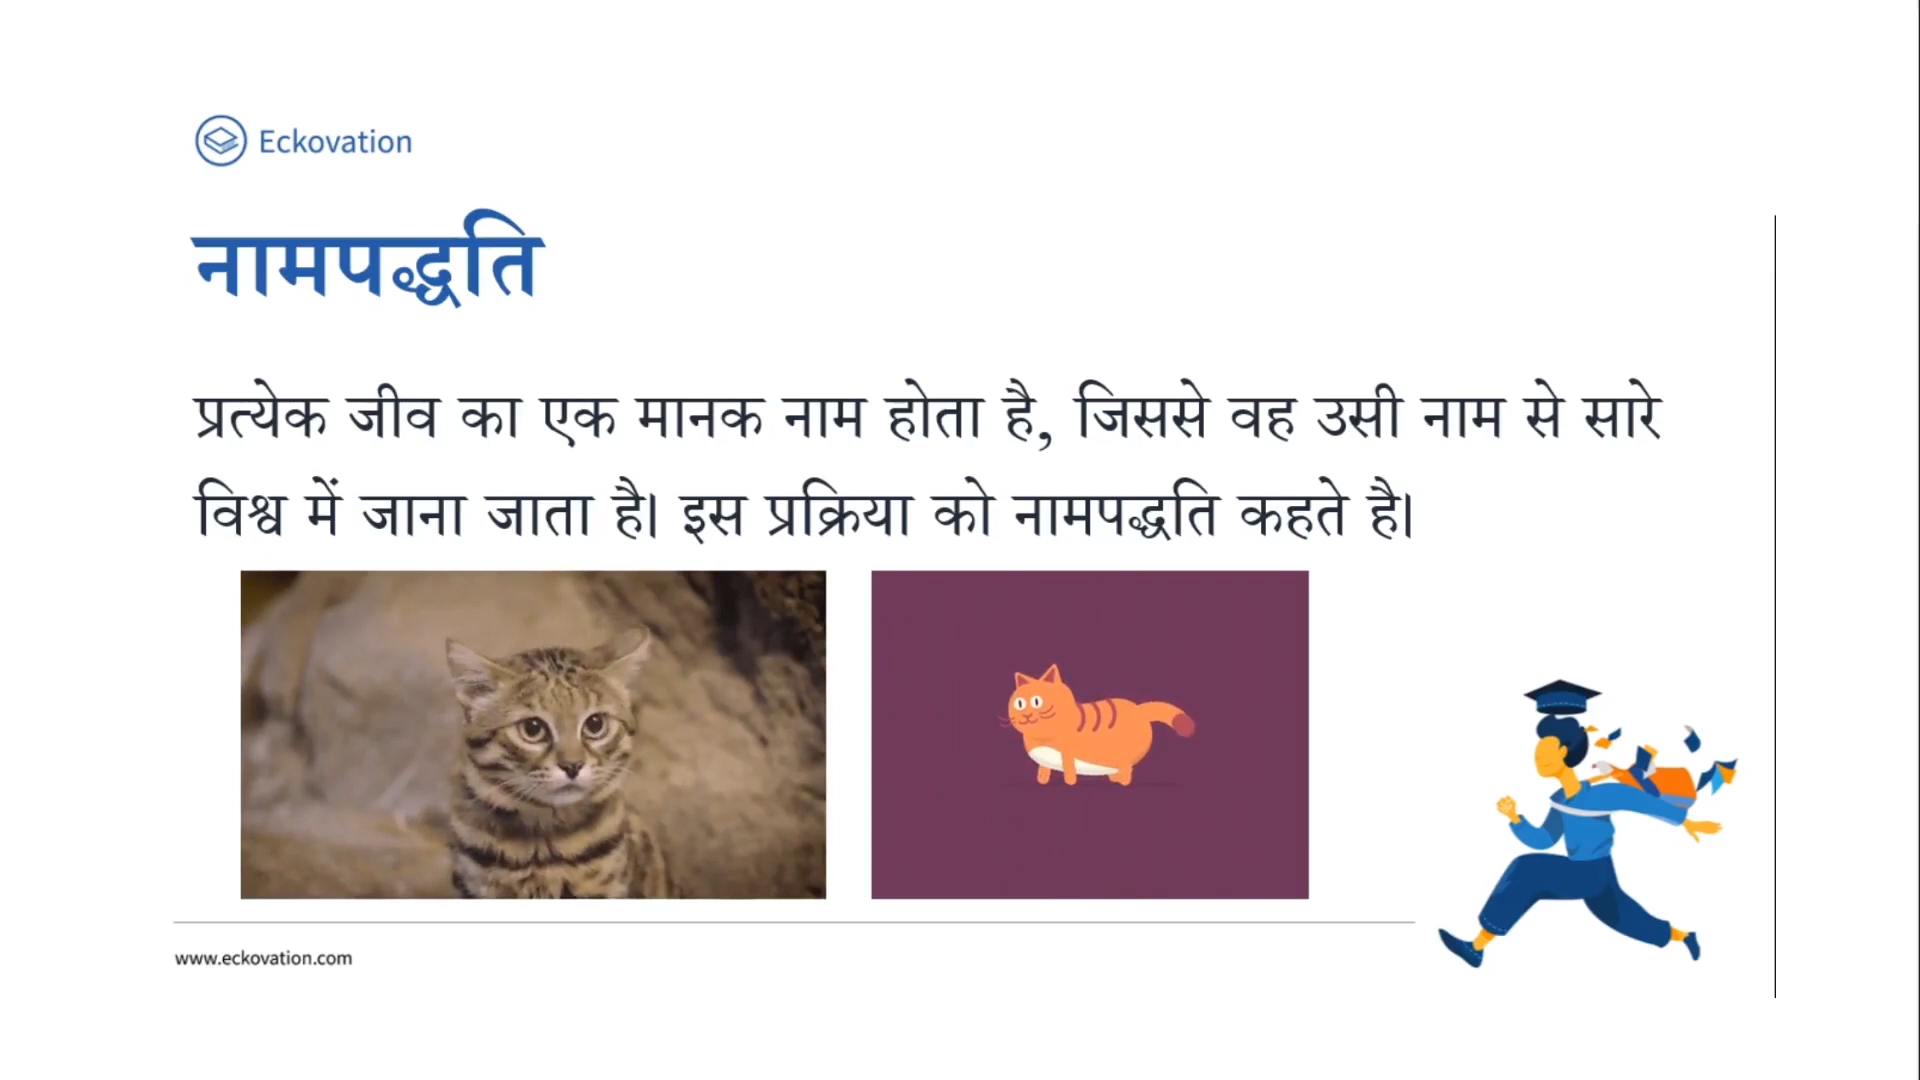 Eckovation
नामपद्धति
प्रत्येक जीव का एक मानक नाम होता है, जिससे वह उसी नाम से सारे
विश्व में जाना जाता है। इस प्रक्रिया को नामपद्धति कहते है।
www.eckovation.com